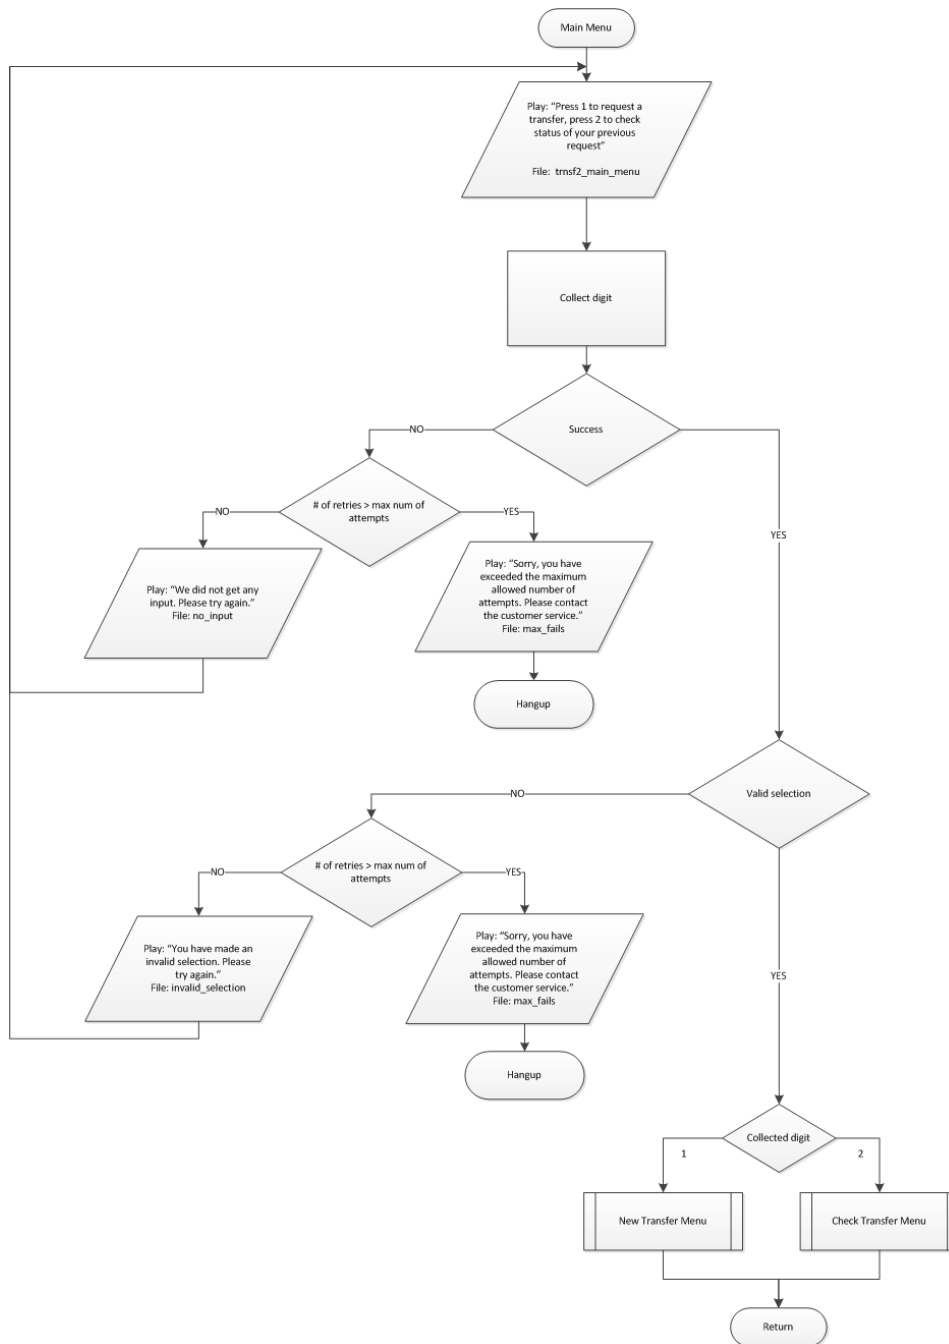 Main Menu
Play: “Press 1 to request a
transfer, press 2 to check
status of your previous
request”
File:  trnsf2_main_menu
Collect digit
Success
NO
YES
# of retries > max num of
attempts
NO
YES
Play: “We did not get any
input. Please try again.”
File: no_input
Play: “Sorry, you have
exceeded the maximum
allowed number of
attempts. Please contact
the customer service.”
File: max_fails
Hangup
Valid selection
NO
YES
# of retries > max num of
attempts
NO
YES
Play: “You have made an
invalid selection. Please
try again.”
File: invalid_selection
Play: “Sorry, you have
exceeded the maximum
allowed number of
attempts. Please contact
the customer service.”
File: max_fails
Hangup
Collected digit
1
2
New Transfer Menu
Check Transfer Menu
Return